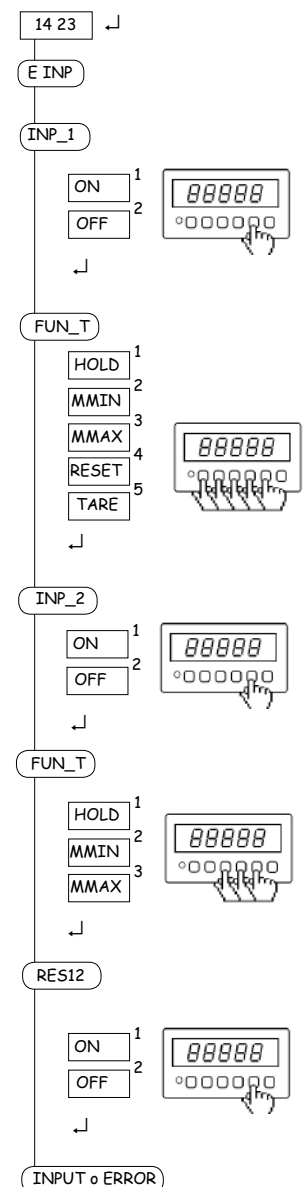 14 23 ↵
E INP
INP_1
ON 1
88888
OFF 2
↵
FUN_T
HOLD 1
MMIN 2
MMAX 3
88888
RESET 4
TARE 5
↵
INP_2
ON 1
88888
OFF 2
↵
FUN_T
HOLD 1
MMIN 2
88888
MMAX 3
↵
RES12
ON 1
88888
OFF 2
↵
INPUT o ERROR